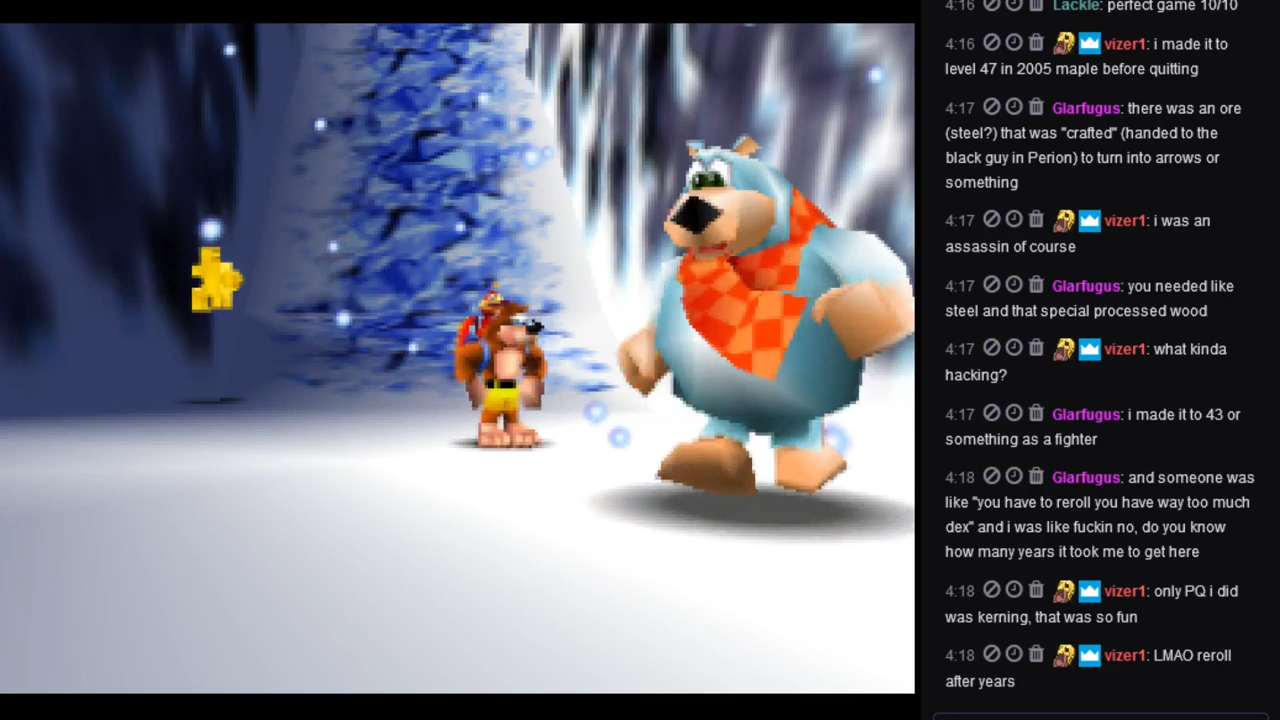 4:16 Lackle: perfect game 10/10
4:16 vizer1: i made it to
level 47 in 2005 maple before quitting
4:17 Glarfugus: there was an ore
(steel?) that was "crafted" (handed to the
black guy in Perion) to turn into arrows or
something
4:17 vizer1: i was an
assassin of course
4:17 Glarfugus: you needed like
steel and that special processed wood
4:17 vizer1: what kinda
hacking?
4:17 Glarfugus: i made it to 43 or
something as a fighter
4:18 Glarfugus: and someone was
like "you have to reroll you have way too much
dex" and i was like fuckin no, do you know
how many years it took me to get here
4:18 vizer1: only PQ i did
was kerning, that was so fun
4:18 vizer1: LMAO reroll
after years